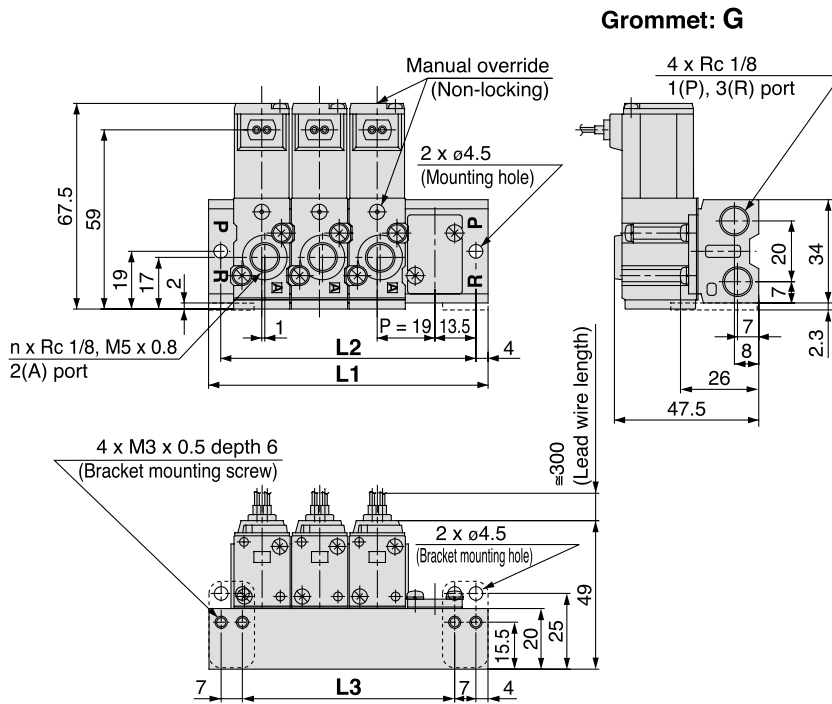 Grommet: G
Manual override
(Non-locking)
4 x Rc 1/8
1(P), 3(R) port
2 x ø4.5
(Mounting hole)
67.5
59
19
17
2
P
R
A
A
A
P
R
1
P = 19
13.5
L2
4
L1
n x Rc 1/8, M5 x 0.8
2(A) port
20
34
7
7
2.3
8
26
47.5
4 x M3 x 0.5 depth 6
(Bracket mounting screw)
≅300
(Lead wire length)
2 x ø4.5
(Bracket mounting hole)
15.5
20
25
49
7
L3
7
4